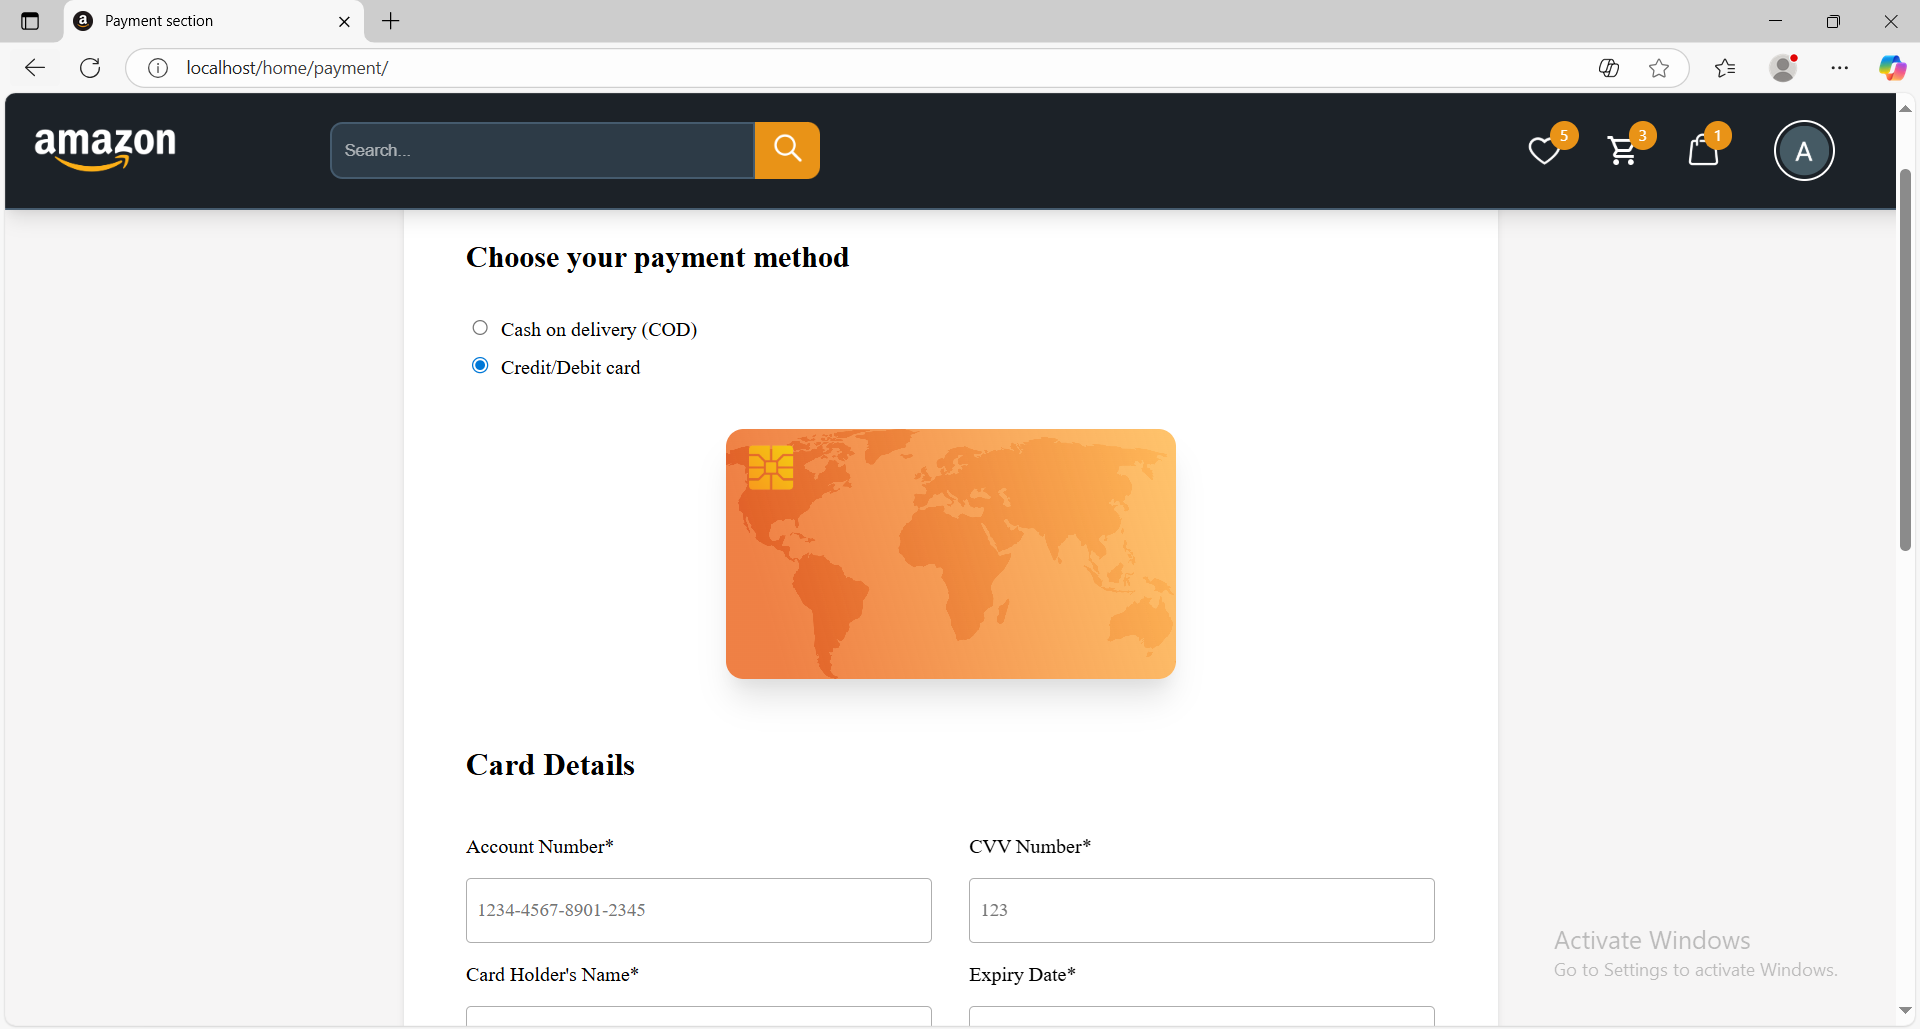 Payment section
localhost/home/payment/
amazon
Search...
5
3
1
A
Choose your payment method
Cash on delivery (COD)
Credit/Debit card
Card Details
Account Number*
CVV Number*
1234-4567-8901-2345
123
Card Holder's Name*
Expiry Date*
Activate Windows
Go to Settings to activate Windows.